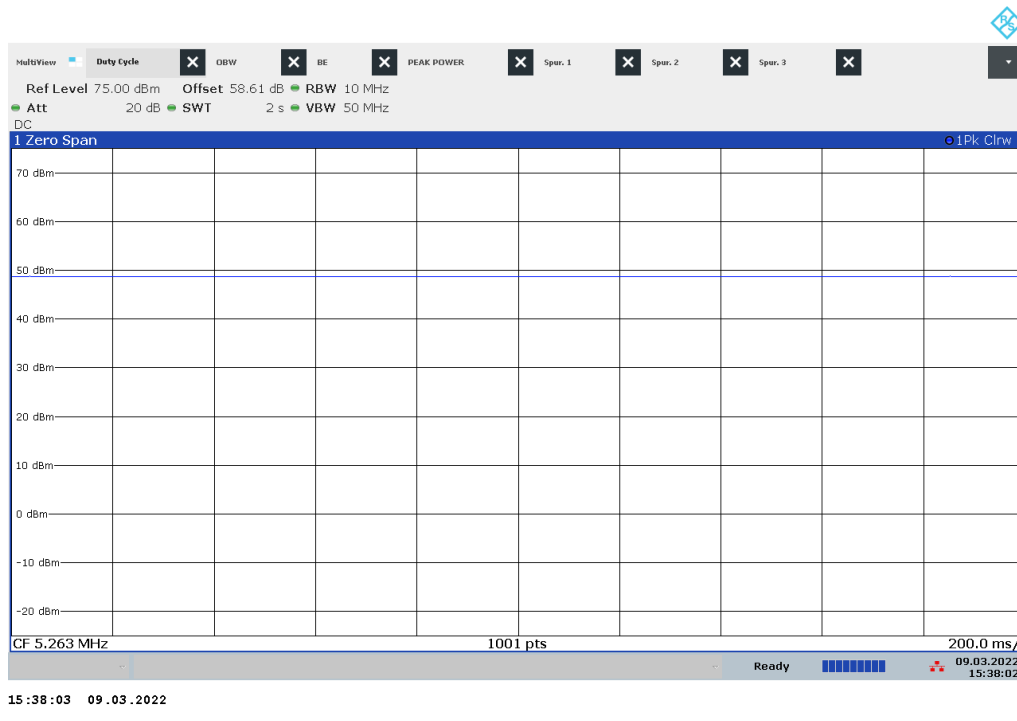 R&S
MultiView Duty Cycle OBW BE PEAK POWER Spur. 1 Spur. 2 Spur. 3
Ref Level 75.00 dBm Offset 58.61 dB RBW 10 MHz
Att 20 dB SWT 2 s VBW 50 MHz
DC
1 Zero Span 1Pk Clrw
70 dBm
60 dBm
50 dBm
40 dBm
30 dBm
20 dBm
10 dBm
0 dBm
-10 dBm
-20 dBm
CF 5.263 MHz 1001 pts 200.0 ms/
Ready 09.03.2022
15:38:02
15:38:03 09.03.2022